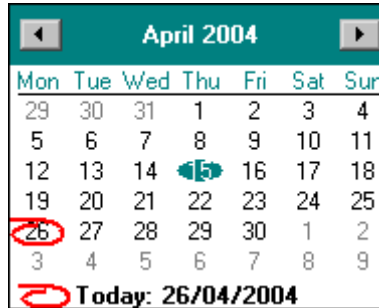 April 2004
Mon Tue Wed Thu Fri Sat Sun
29 30 31 1 2 3 4
5 6 7 8 9 10 11
12 13 14 15 16 17 18
19 20 21 22 23 24 25
26 27 28 29 30 1 2
3 4 5 6 7 8 9
Today: 26/04/2004